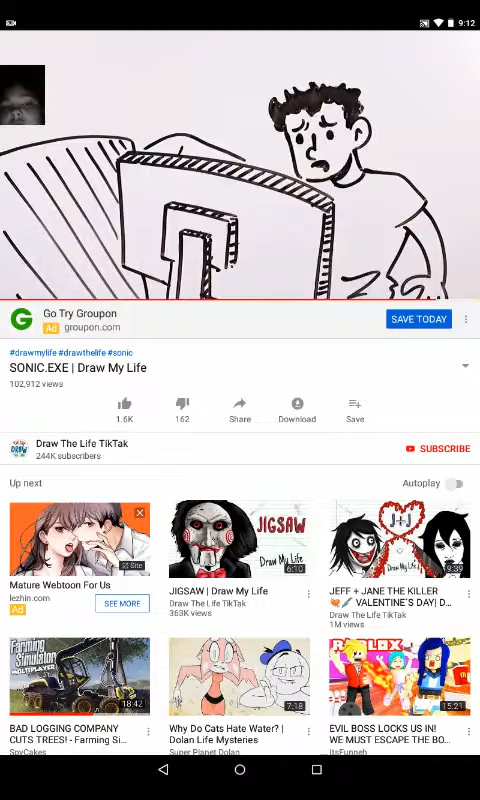 9:12
Go Try Groupon
Ad groupon.com
SAVE TODAY
#drawmylife #drawthelife #sonic
SONIC.EXE | Draw My Life
102,912 views
1.6K
162
Share
Download
Save
DRAW
Draw The Life TikTak
244K subscribers
SUBSCRIBE
Up next
Autoplay
Site
Mature Webtoon For Us
lezhin.com
Ad
SEE MORE
JIGSAW
Draw My Life
6:10
JIGSAW | Draw My Life
Draw The Life TikTak
363K views
J+J
Draw My Life
9:39
JEFF + JANE THE KILLER
VALENTINE'S DAY| D...
Draw The Life TikTak
1M views
Farming
Simulator
MULTIPLAYER
18:42
BAD LOGGING COMPANY
CUTS TREES! - Farming Si...
SpyCakes
7:18
Why Do Cats Hate Water? |
Dolan Life Mysteries
Super Planet Dolan
ROBLOX
15:21
EVIL BOSS LOCKS US IN!
WE MUST ESCAPE THE BO...
ItsFunneh